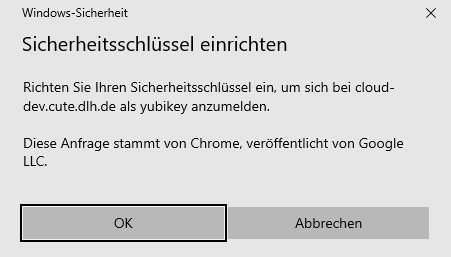 Windows-Sicherheit
Sicherheitsschlüssel einrichten
Richten Sie Ihren Sicherheitsschlüssel ein, um sich bei cloud-
dev.cute.dlh.de als yubikey anzumelden.
Diese Anfrage stammt von Chrome, veröffentlicht von Google
LLC.
OK
Abbrechen